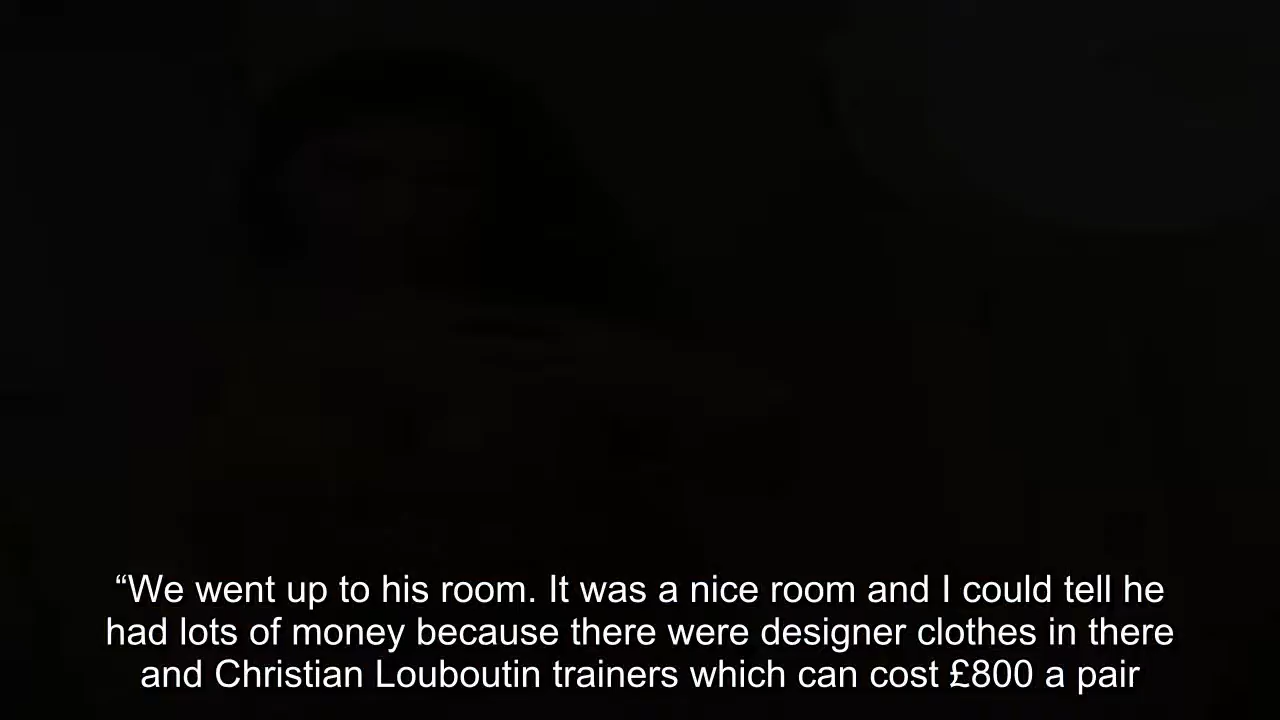 “We went up to his room. It was a nice room and I could tell he
had lots of money because there were designer clothes in there
and Christian Louboutin trainers which can cost £800 a pair